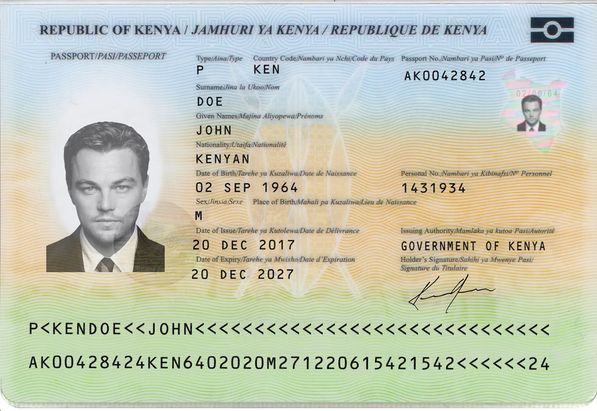 REPUBLIC OF KENYA / JAMHURI YA KENYA / REPUBLIQUE DE KENYA
PASSPORT/PASI/PASSEPORT
Type/Aina/Type Country Code/Nambari ya Nchi/Code du Pays Passport No./Nambari ya Pasi/N° de Passeport
P KEN AK0042842
Surname/Jina la Ukoo/Nom
DOE
02/09/64
Given Names/Majina Aliyopewa/Prénoms
JOHN
Nationality/Utaifa/Nationalité
KENYAN
Date of Birth/Tarehe ya Kuzaliwa/Date de Naissance Personal No./Nambari ya Kibinafsi/N° Personnel
02 SEP 1964 1431934
Sex/Jinsia/Sexe Place of Birth/Mahali pa Kuzaliwa/Lieu de Naissance
M
Date of Issue/Tarehe ya Kutolewa/Date de Délivrance Issuing Authority/Mamlaka ya kutoa Pasi/Autorité
20 DEC 2017 GOVERNMENT OF KENYA
Date of Expiry/Tarehe ya Mwisho/Date d'Expiration Holder's Signature/Sahihi ya Mwenye Pasi/
Signature du Titulaire
20 DEC 2027
P<KENDOE<<JOHN<<<<<<<<<<<<<<<<<<<<<<<<<<<<<<
AK00428424KEN6402020M271220615421542<<<<<<24